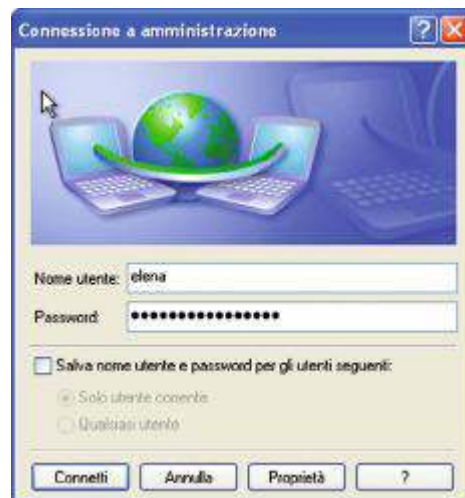 Connessione a amministrazione
Nome utente: elena
Password: ••••••••••••••••
Salva nome utente e password per gli utenti seguenti:
Solo utente corrente
Qualsiasi utente
Connetti Annulla Proprietà ?